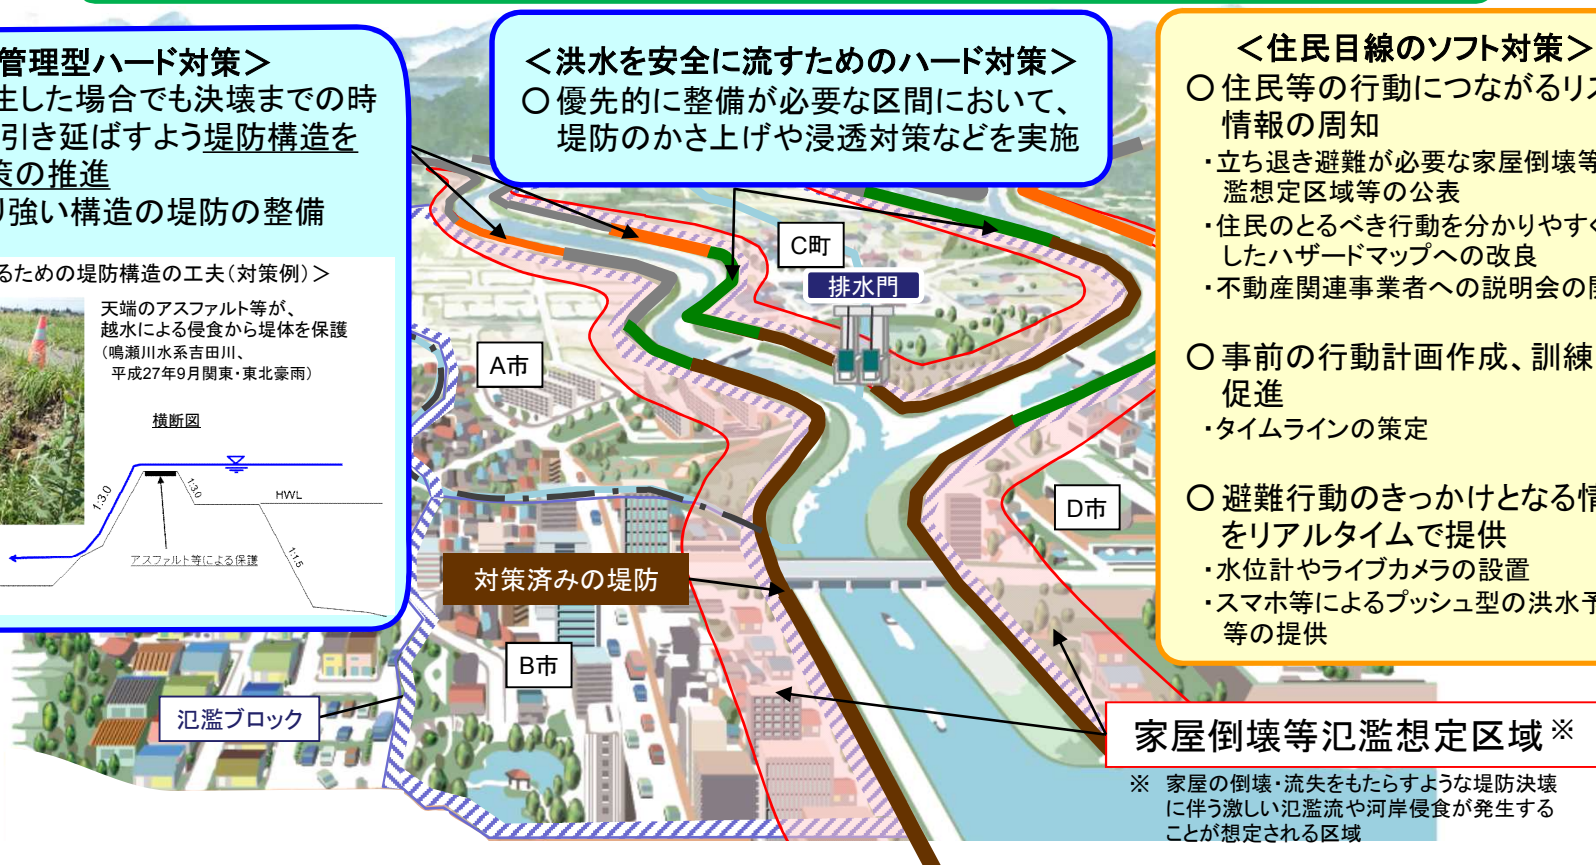 管理型ハード対策＞
生した場合でも決壊までの時
引き延ばすよう堤防構造を
策の推進
り強い構造の堤防の整備
るための堤防構造の工夫（対策例）＞
天端のアスファルト等が、
越水による侵食から堤体を保護
（鳴瀬川水系吉田川、
平成27年9月関東・東北豪雨）
横断図
1:3.0
1:3.0
HWL
1:1.5
アスファルト等による保護
＜洪水を安全に流すためのハード対策＞
○優先的に整備が必要な区間において、
堤防のかさ上げや浸透対策などを実施
＜住民目線のソフト対策＞
○住民等の行動につながるリス
情報の周知
・立ち退き避難が必要な家屋倒壊等
濫想定区域等の公表
・住民のとるべき行動を分かりやすく
したハザードマップへの改良
・不動産関連事業者への説明会の開
○事前の行動計画作成、訓練
促進
・タイムラインの策定
○避難行動のきっかけとなる情
をリアルタイムで提供
・水位計やライブカメラの設置
・スマホ等によるプッシュ型の洪水予
等の提供
C町
排水門
A市
D市
対策済みの堤防
B市
氾濫ブロック
家屋倒壊等氾濫想定区域※
※ 家屋の倒壊・流失をもたらすような堤防決壊
に伴う激しい氾濫流や河岸侵食が発生する
ことが想定される区域